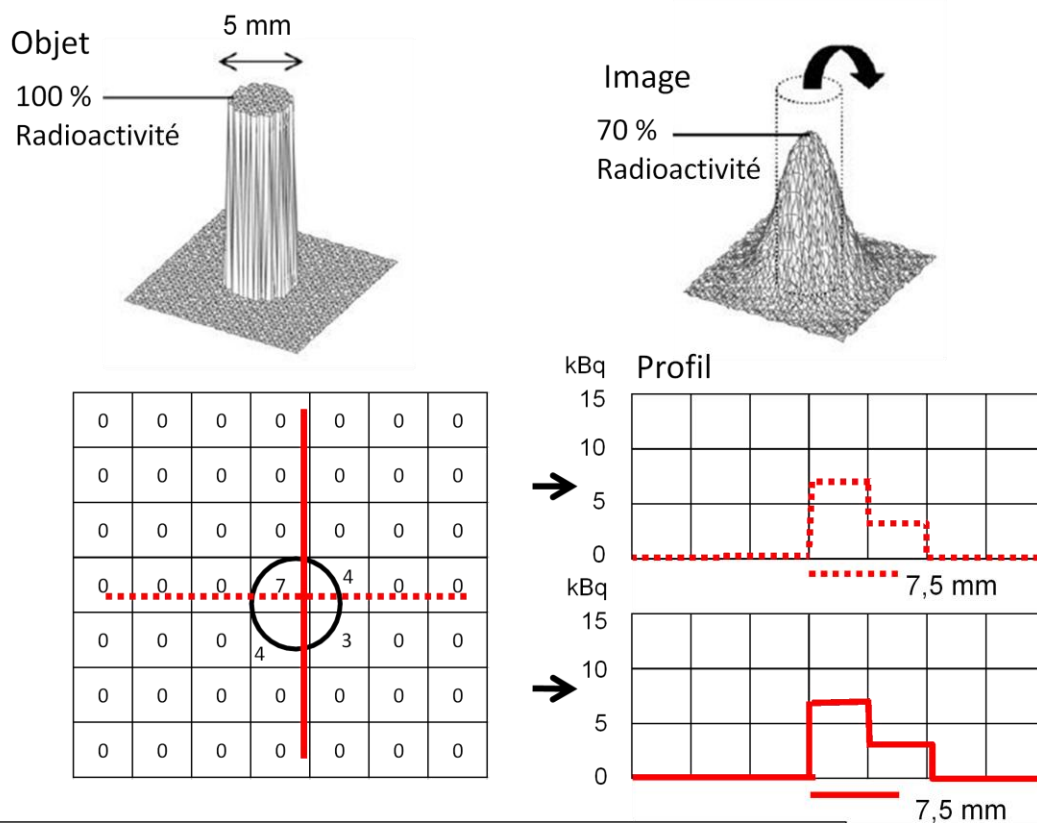 5 mm
Objet
100 %
Radioactivité
Image
70 %
Radioactivité
0 0 0 0 0 0 0
0 0 0 0 0 0 0
0 0 0 0 0 0 0
0 0 0 7 4 0 0
0 0 0 4 3 0 0
0 0 0 0 0 0 0
0 0 0 0 0 0 0
kBq Profil
15
10
5
0
7,5 mm
kBq
15
10
5
0
7,5 mm